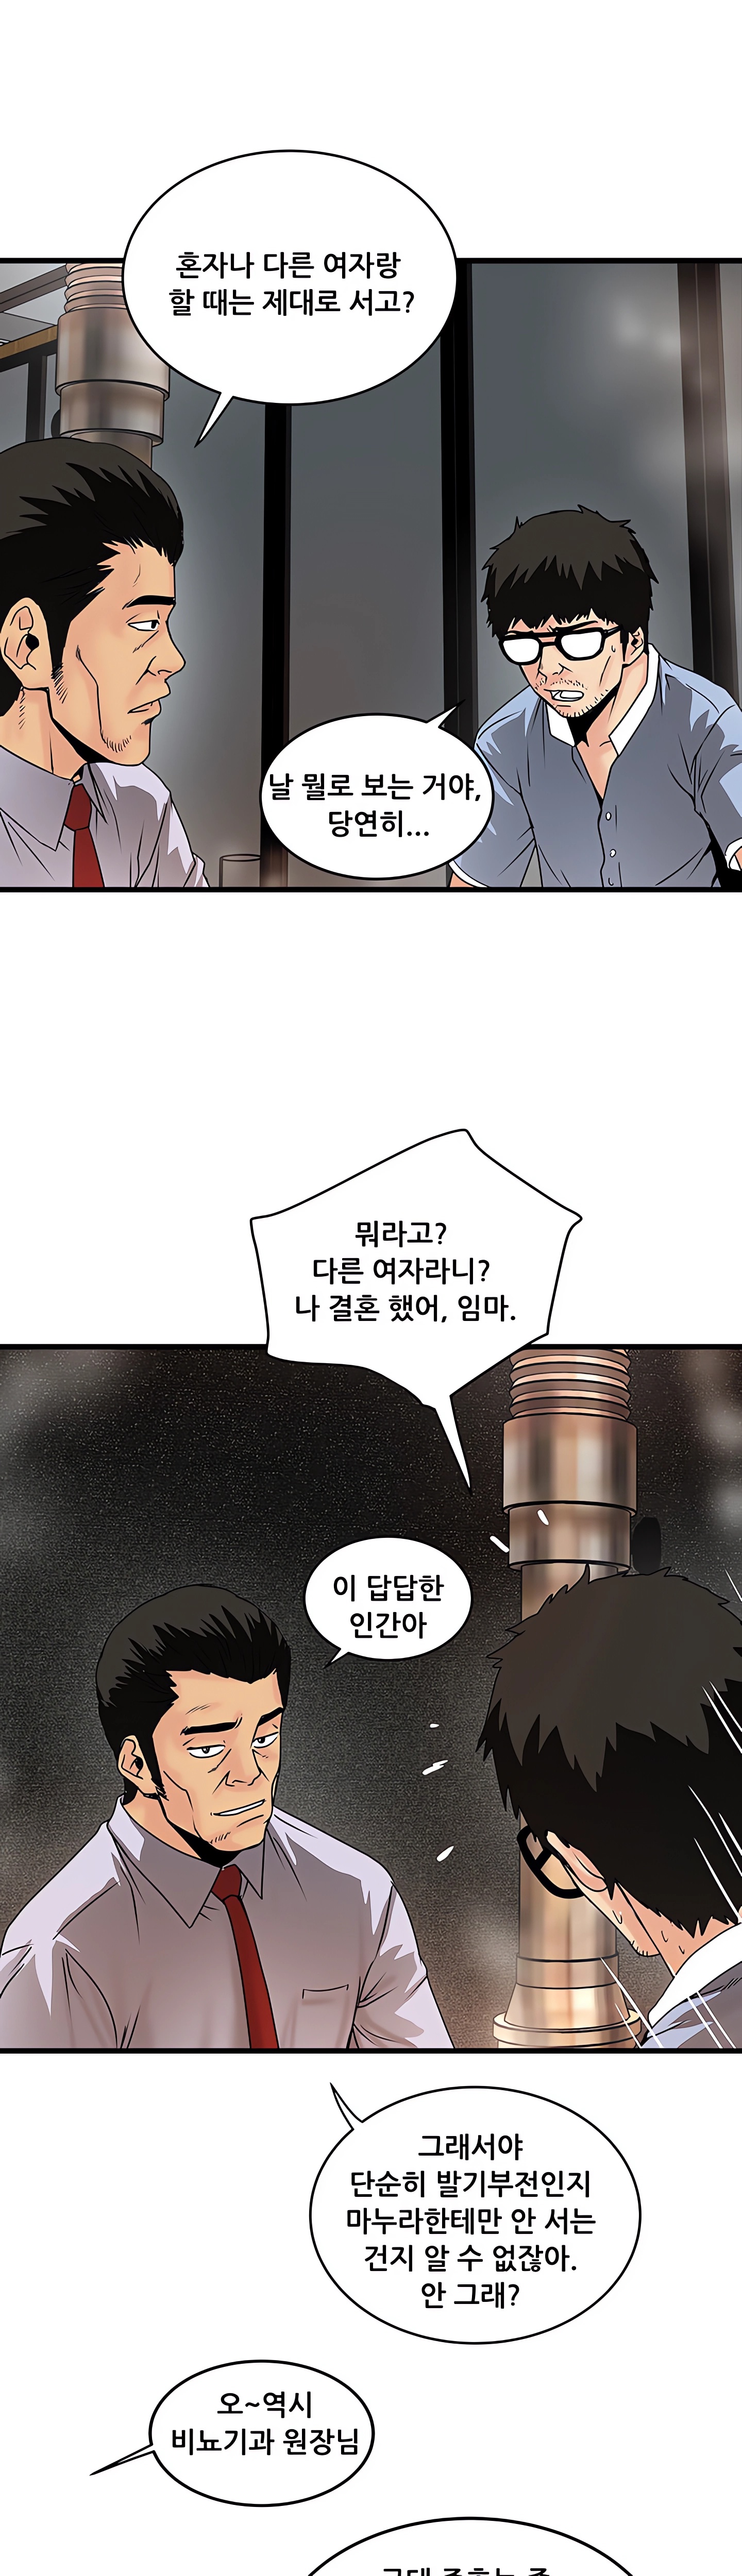 혼자나 다른 여자랑
할 때는 제대로 서고?
날 뭘로 보는 거야,
당연히...
뭐라고?
다른 여자라니?
나 결혼 했어, 임마.
이 답답한
인간아
그래서야
단순히 발기부전인지
마누라한테만 안 서는
건지 알 수 없잖아.
안 그래?
오~역시
비뇨기과 원장님